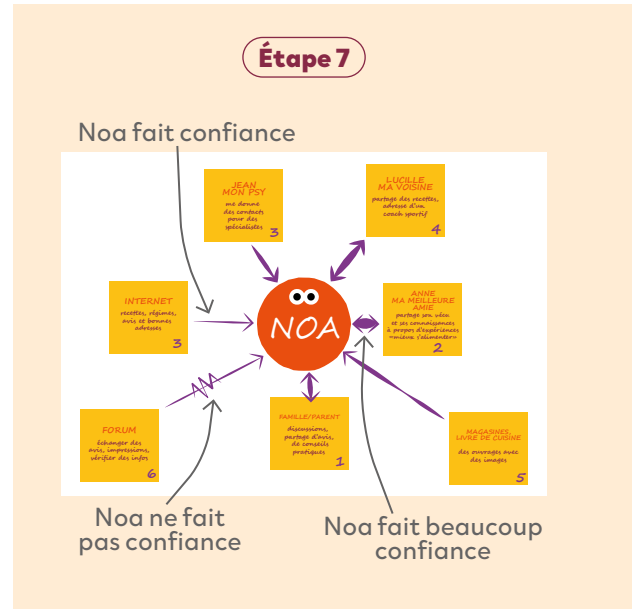 Étape 7
Noa fait confiance
JEAN
MON PSY
me donne
des contacts
pour des
spécialistes
3
LUCILLE
MA VOISINE
partage des recettes,
adresse d'un
coach sportif
4
INTERNET
recettes, régimes,
avis et bonnes
adresses
3
NOA
ANNE
MA MEILLEURE
AMIE
partage son vécu
et ses connaissances
à propos d'expériences
«mieux s'alimenter»
2
FORUM
échanger des
avis, impressions,
vérifier des infos
6
FAMILLE/PARENT
discussions,
partage d'avis,
de conseils
pratiques
1
MAGASINES,
LIVRE DE CUISINE
des ouvrages avec
des images
5
Noa ne fait
pas confiance
Noa fait beaucoup
confiance